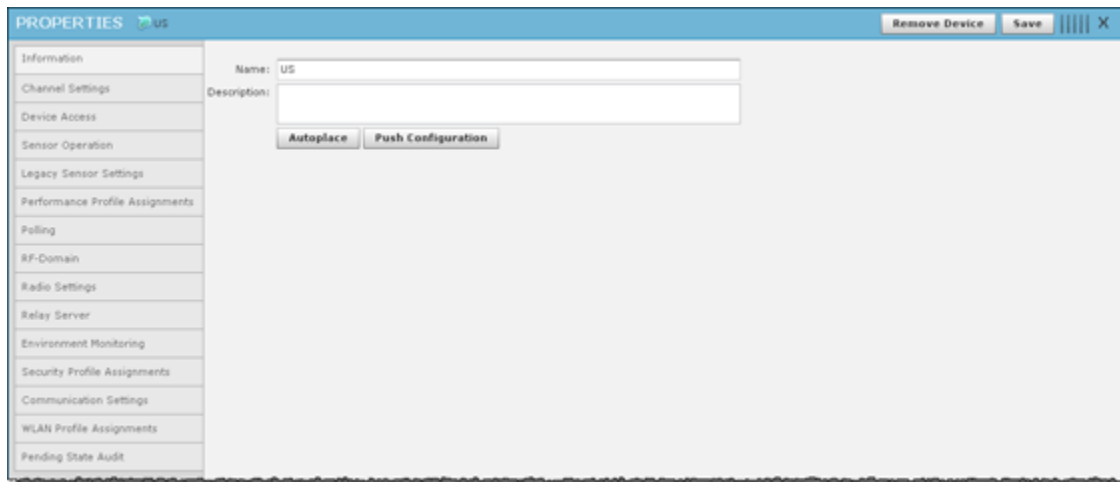 PROPERTIES US Remove Device Save X
Information
Name: US
Channel Settings
Description:
Device Access
Autoplace Push Configuration
Sensor Operation
Legacy Sensor Settings
Performance Profile Assignments
Polling
RF-Domain
Radio Settings
Relay Server
Environment Monitoring
Security Profile Assignments
Communication Settings
WLAN Profile Assignments
Pending State Audit